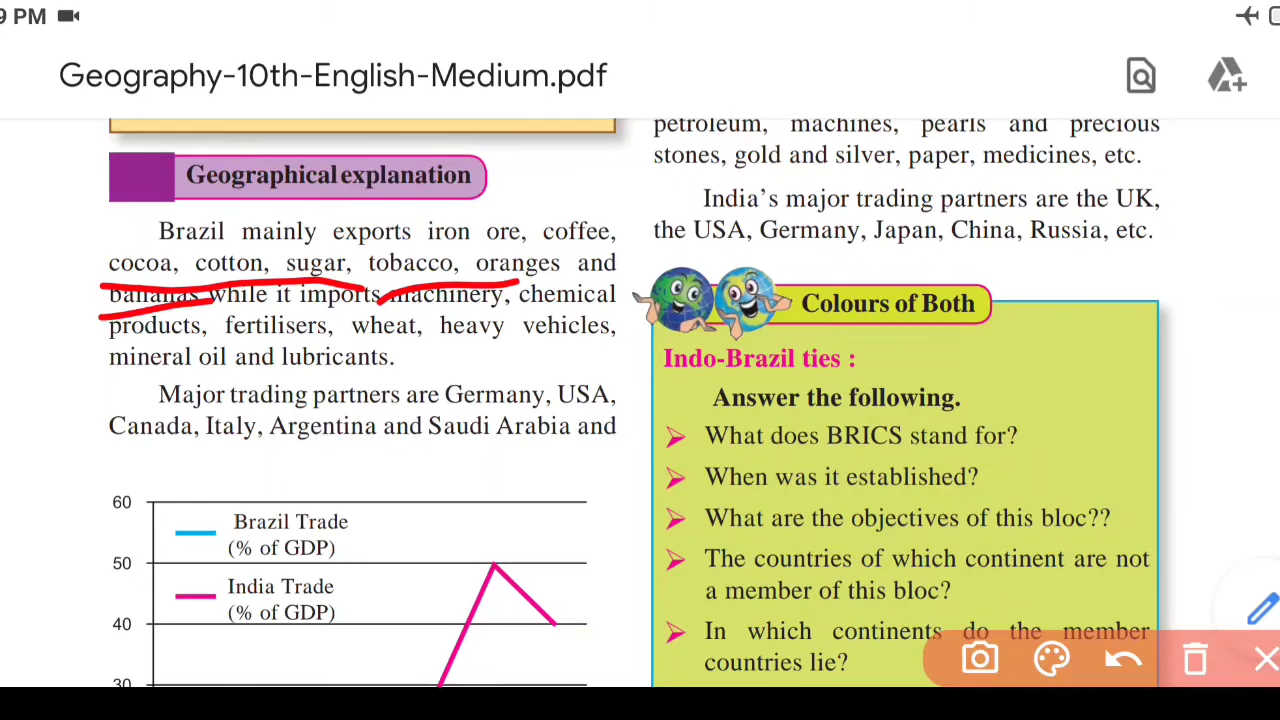 9 PM
Geography-10th-English-Medium.pdf
Geographical explanation
Brazil mainly exports iron ore, coffee,
cocoa, cotton, sugar, tobacco, oranges and
bananas while it imports machinery, chemical
products, fertilisers, wheat, heavy vehicles,
mineral oil and lubricants.
Major trading partners are Germany, USA,
Canada, Italy, Argentina and Saudi Arabia and
60
Brazil Trade
(% of GDP)
50
India Trade
(% of GDP)
40
30
petroleum, machines, pearls and precious
stones, gold and silver, paper, medicines, etc.
India's major trading partners are the UK,
the USA, Germany, Japan, China, Russia, etc.
Colours of Both
Indo-Brazil ties :
Answer the following.
What does BRICS stand for?
When was it established?
What are the objectives of this bloc??
The countries of which continent are not
a member of this bloc?
In which continents do the member
countries lie?